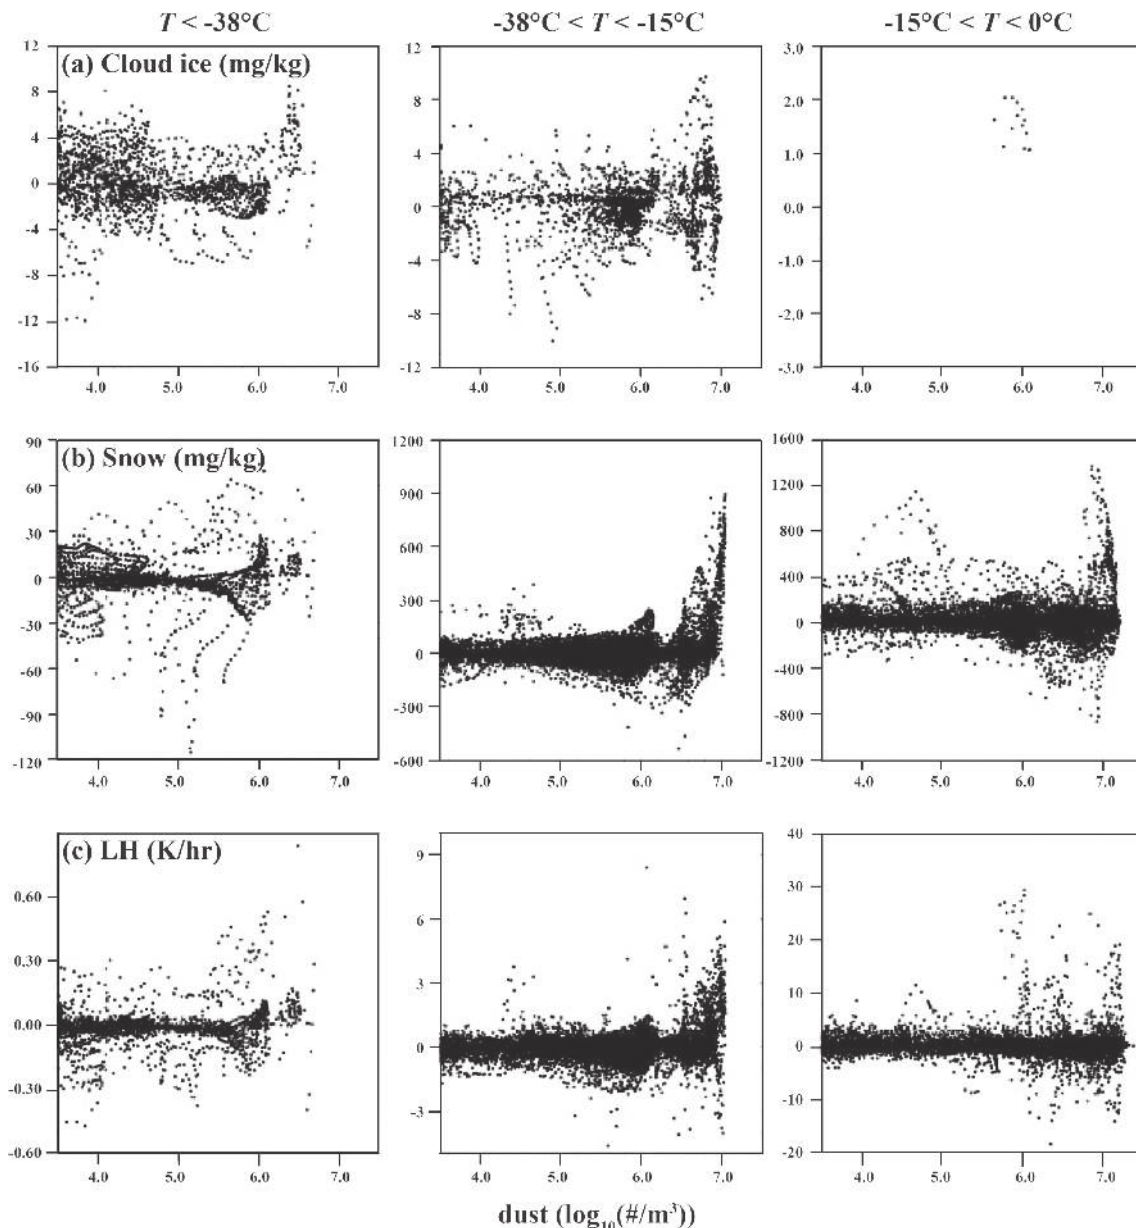 T < -38°C -38°C < T < -15°C -15°C < T < 0°C
(a) Cloud ice (mg/kg)
12 8 4 0 -4 -8 -12 -16
4.0 5.0 6.0 7.0
12 8 4 0 -4 -8 -12
4.0 5.0 6.0 7.0
3.0 2.0 1.0 0.0 -1.0 -2.0 -3.0
4.0 5.0 6.0 7.0
(b) Snow (mg/kg)
90 60 30 0 -30 -60 -90 -120
4.0 5.0 6.0 7.0
1200 900 600 300 0 -300 -600
4.0 5.0 6.0 7.0
1600 1200 800 400 0 -400 -800 -1200
4.0 5.0 6.0 7.0
(c) LH (K/hr)
0.60 0.30 0.00 -0.30 -0.60
4.0 5.0 6.0 7.0
9 6 3 0 -3
4.0 5.0 6.0 7.0
40 30 20 10 0 -10 -20
4.0 5.0 6.0 7.0
dust (log₁₀(#/m³))